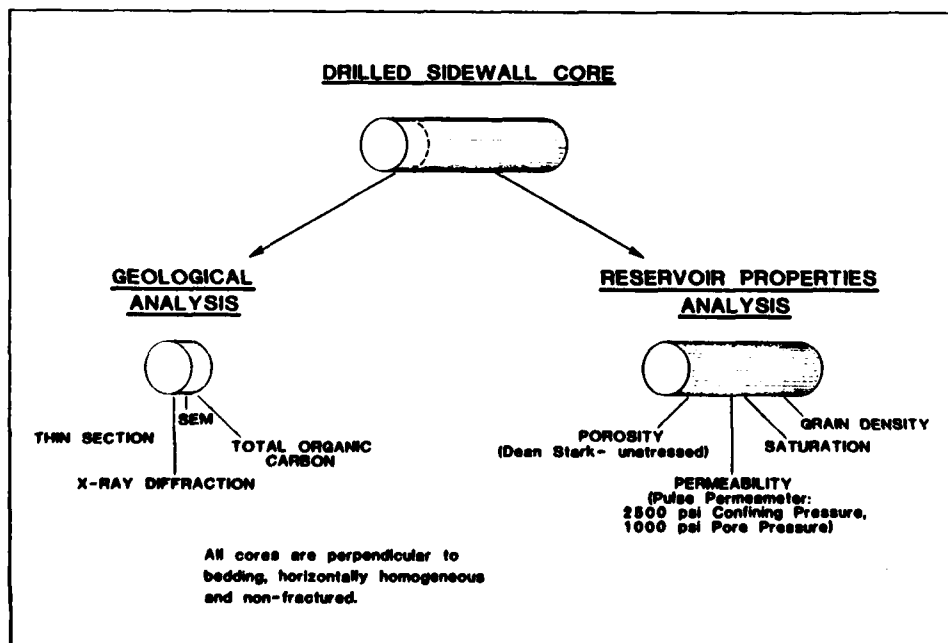 DRILLED SIDEWALL CORE
GEOLOGICAL
ANALYSIS
THIN SECTION
SEM
TOTAL ORGANIC
CARBON
X-RAY DIFFRACTION
RESERVOIR PROPERTIES
ANALYSIS
POROSITY
(Dean Stark- unstressed)
GRAIN DENSITY
SATURATION
PERMEABILITY
(Pulse Permeameter:
2500 psi Confining Pressure,
1000 psi Pore Pressure)
All cores are perpendicular to
bedding, horizontally homogeneous
and non-fractured.